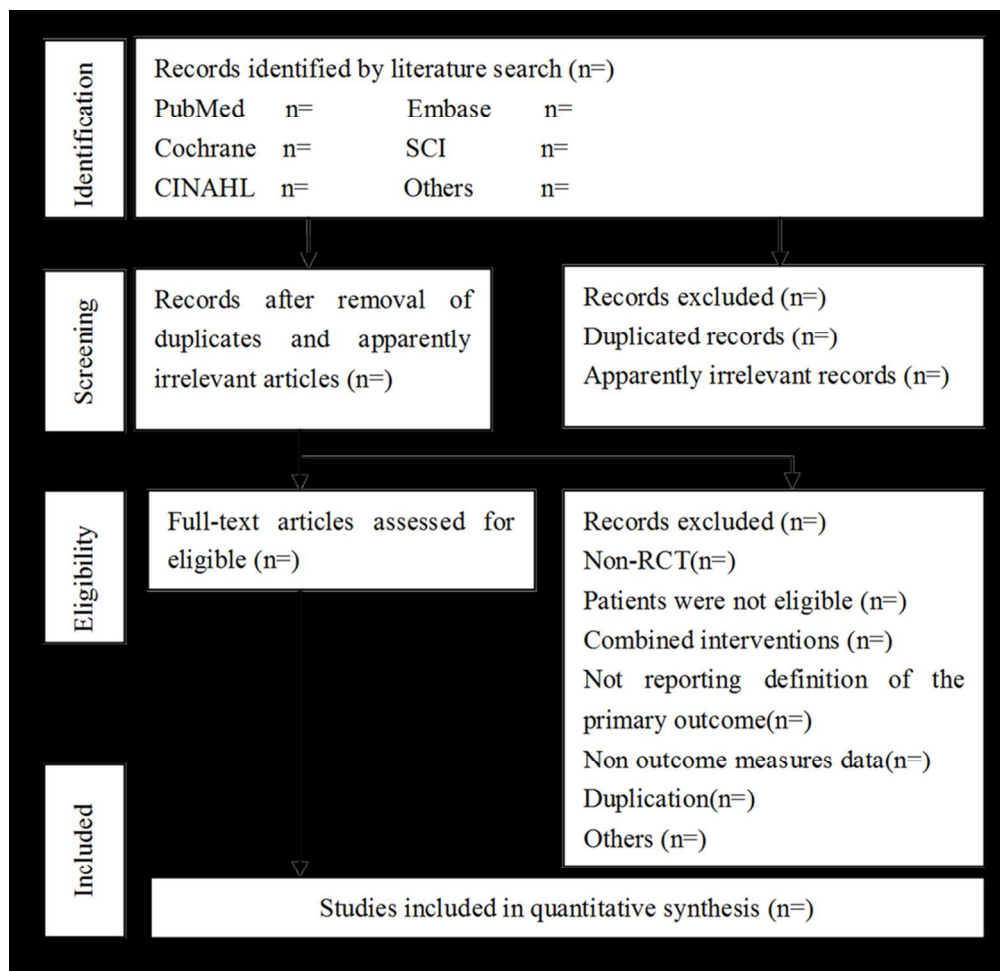 Identification
Records identified by literature search (n=)
PubMed n= Embase n=
Cochrane n= SCI n=
CINAHL n= Others n=
Screening
Records after removal of
duplicates and apparently
irrelevant articles (n=)
Records excluded (n=)
Duplicated records (n=)
Apparently irrelevant records (n=)
Eligibility
Full-text articles assessed for
eligible (n=)
Records excluded (n=)
Non-RCT(n=)
Patients were not eligible (n=)
Combined interventions (n=)
Not reporting definition of the
primary outcome(n=)
Non outcome measures data(n=)
Duplication(n=)
Others (n=)
Included
Studies included in quantitative synthesis (n=)